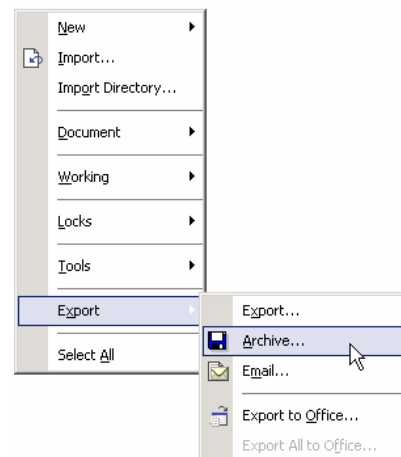 New
Import...
Import Directory...
Document
Working
Locks
Tools
Export
Export...
Archive...
Select All
Email...
Export to Office...
Export All to Office...